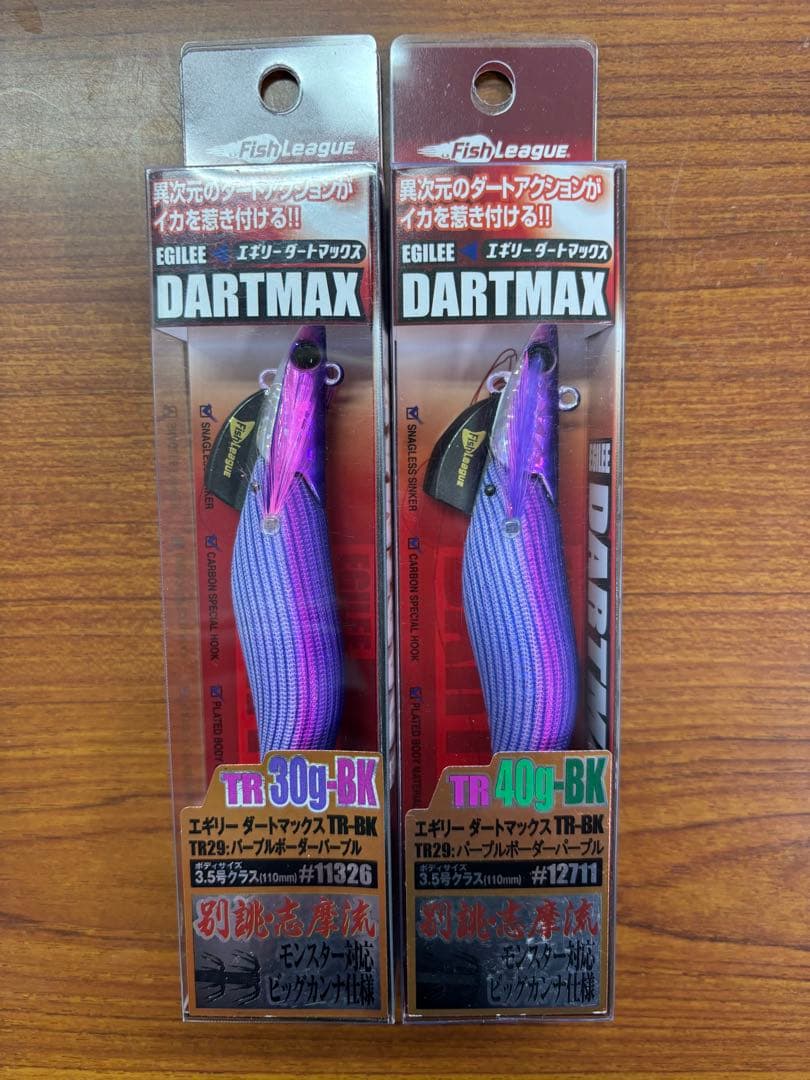 FishLeague
異次元のダートアクションが
イカを惹き付ける!!
EGILEE エギリーダートマックス
DARTMAX
FishLeague
SNAGLESS SINKER
CARBON SPECIAL HOOK
PLATED BODY
TR 30g-BK
エギリー ダートマックス TR-BK
TR29:パープルボーダーパープル
ボディサイズ
3.5号クラス(110mm) #11326
別誂·志摩流
モンスター対応
ビッグカンナ仕様
FishLeague
異次元のダートアクションが
イカを惹き付ける!!
EGILEE エギリーダートマックス
DARTMAX
FishLeague
SNAGLESS SINKER
CARBON SPECIAL HOOK
PLATED BODY MATERIAL
EGILEE
TR 40g-BK
エギリー ダートマックス TR-BK
TR29:パープルボーダーパープル
ボディサイズ
3.5号クラス(110mm) #12711
別誂·志摩流
モンスター対応
ビッグカンナ仕様